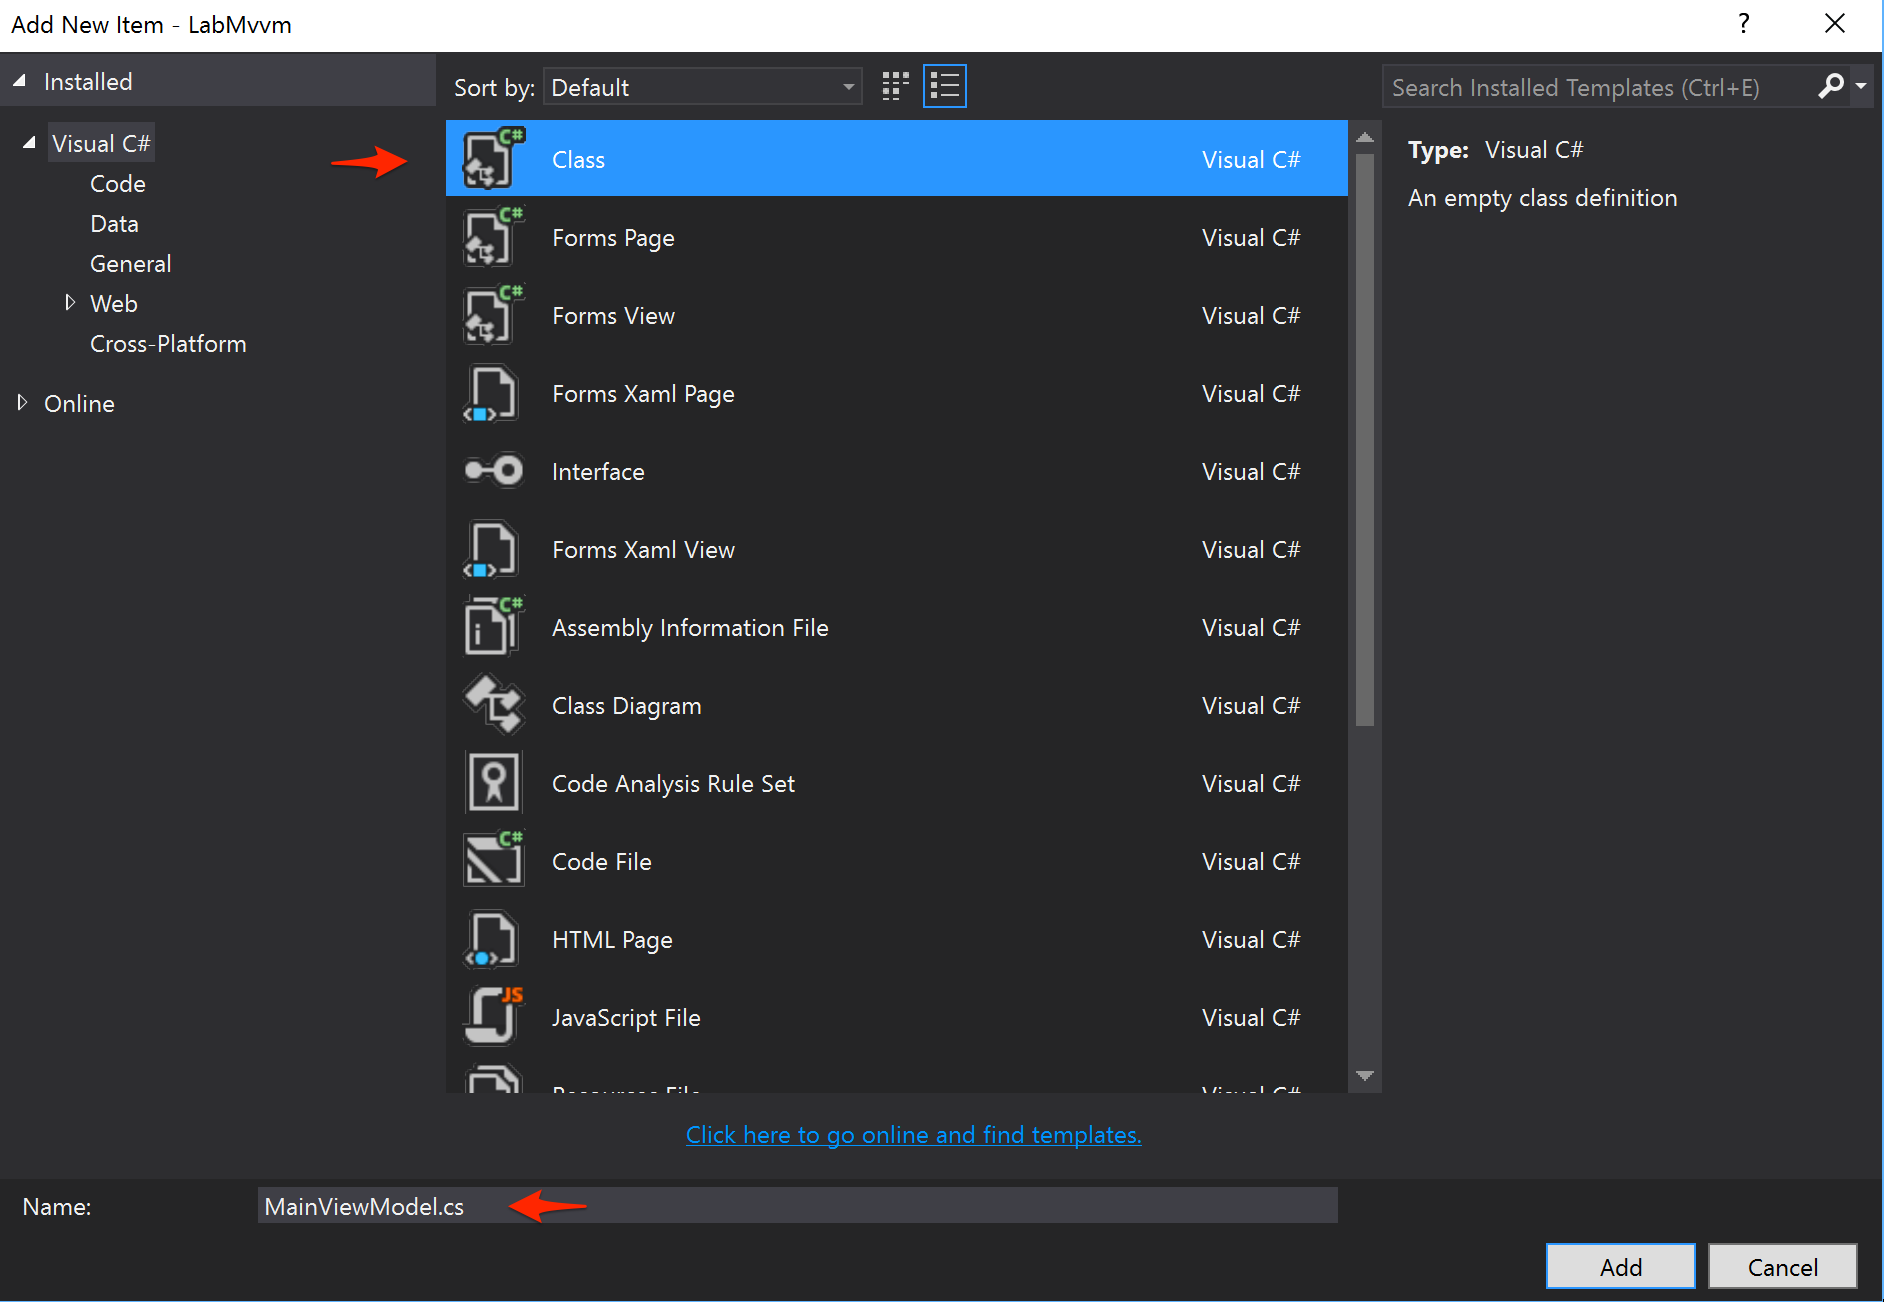 Add New Item - LabMvvm
?
Installed
Sort by: Default
Search Installed Templates (Ctrl+E)
Visual C#
Code
Data
General
Web
Cross-Platform
Online
C# Class Visual C#
C# Forms Page Visual C#
C# Forms View Visual C#
Forms Xaml Page Visual C#
Interface Visual C#
Forms Xaml View Visual C#
C# Assembly Information File Visual C#
Class Diagram Visual C#
Code Analysis Rule Set Visual C#
C# Code File Visual C#
HTML Page Visual C#
JS JavaScript File Visual C#
Resources File Visual C#
Type: Visual C#
An empty class definition
Click here to go online and find templates.
Name: MainViewModel.cs
Add Cancel